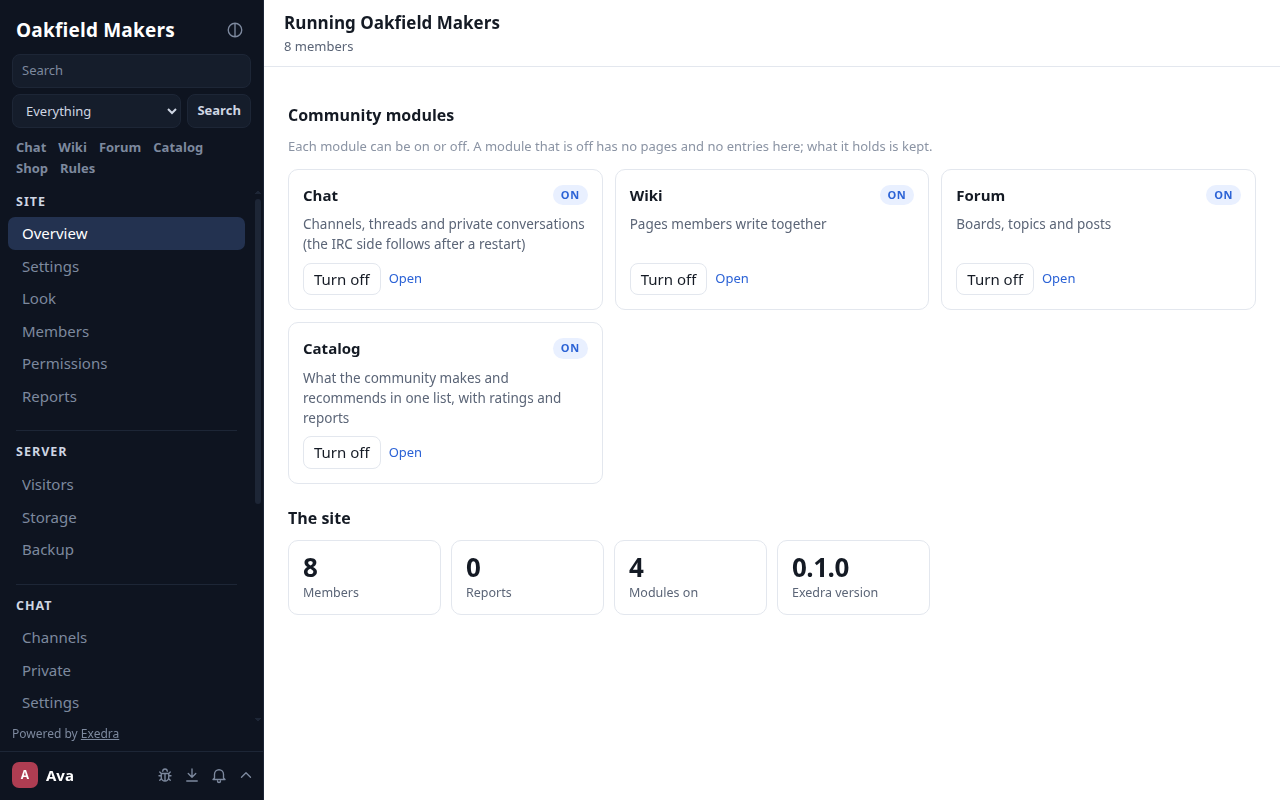 Oakfield Makers
Search
Everything
Search
Chat Wiki Forum Catalog
Shop Rules
SITE
Overview
Settings
Look
Members
Permissions
Reports
SERVER
Visitors
Storage
Backup
CHAT
Channels
Private
Settings
Powered by Exedra
A Ava
Running Oakfield Makers
8 members
Community modules
Each module can be on or off. A module that is off has no pages and no entries here; what it holds is kept.
Chat ON
Channels, threads and private conversations
(the IRC side follows after a restart)
Turn off Open
Wiki ON
Pages members write together
Turn off Open
Forum ON
Boards, topics and posts
Turn off Open
Catalog ON
What the community makes and
recommends in one list, with ratings and
reports
Turn off Open
The site
8
Members
0
Reports
4
Modules on
0.1.0
Exedra version